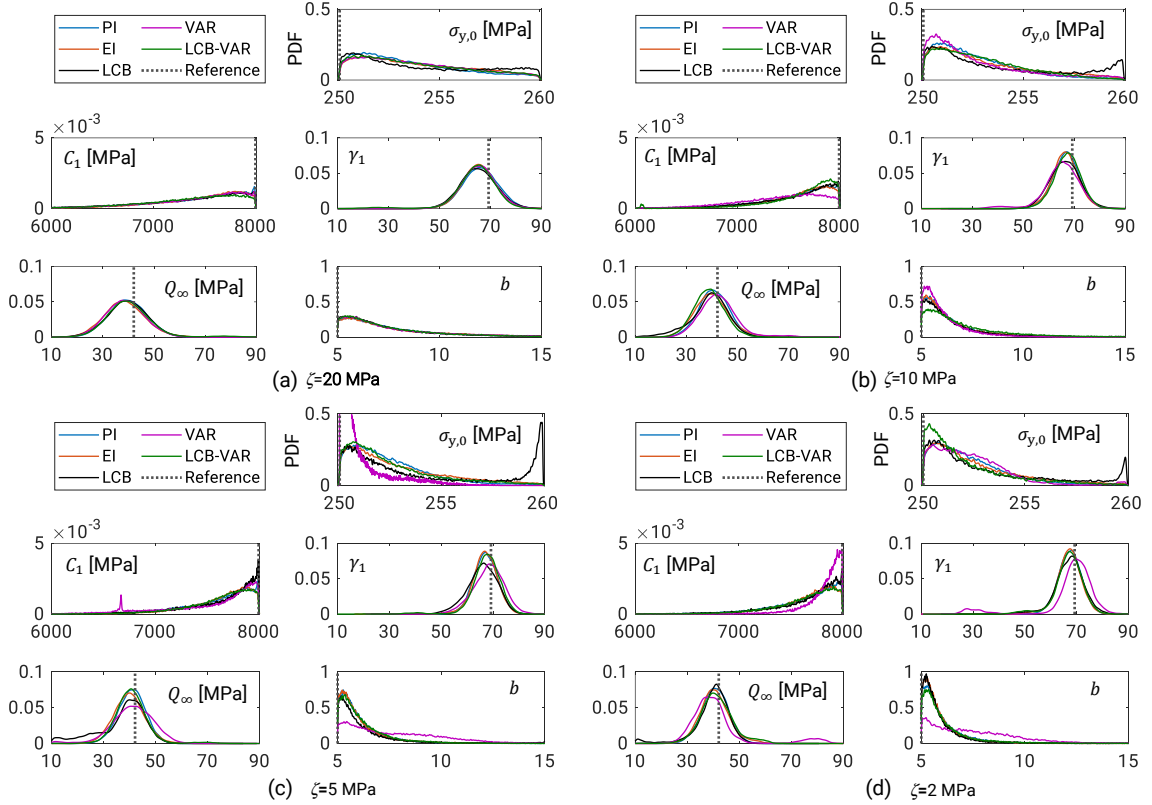 PI VAR
EI LCB-VAR
LCB Reference
PDF
σy,0 [MPa]
0.5
0
250 255 260
× 10⁻³
C₁ [MPa]
5
0
6000 7000 8000
γ₁
0.1
0.05
0
10 30 50 70 90
Q∞ [MPa]
0.1
0.05
0
10 30 50 70 90
b
1
0.5
0
5 10 15
(a) ζ=20 MPa
PI VAR
EI LCB-VAR
LCB Reference
PDF
σy,0 [MPa]
0.5
0
250 255 260
× 10⁻³
C₁ [MPa]
5
0
6000 7000 8000
γ₁
0.1
0.05
0
10 30 50 70 90
Q∞ [MPa]
0.1
0.05
0
10 30 50 70 90
b
1
0.5
0
5 10 15
(b) ζ=10 MPa
PI VAR
EI LCB-VAR
LCB Reference
PDF
σy,0 [MPa]
0.5
0
250 255 260
× 10⁻³
C₁ [MPa]
5
0
6000 7000 8000
γ₁
0.1
0.05
0
10 30 50 70 90
Q∞ [MPa]
0.1
0.05
0
10 30 50 70 90
b
1
0.5
0
5 10 15
(c) ζ=5 MPa
PI VAR
EI LCB-VAR
LCB Reference
PDF
σy,0 [MPa]
0.5
0
250 255 260
× 10⁻³
C₁ [MPa]
5
0
6000 7000 8000
γ₁
0.1
0.05
0
10 30 50 70 90
Q∞ [MPa]
0.1
0.05
0
10 30 50 70 90
b
1
0.5
0
5 10 15
(d) ζ=2 MPa